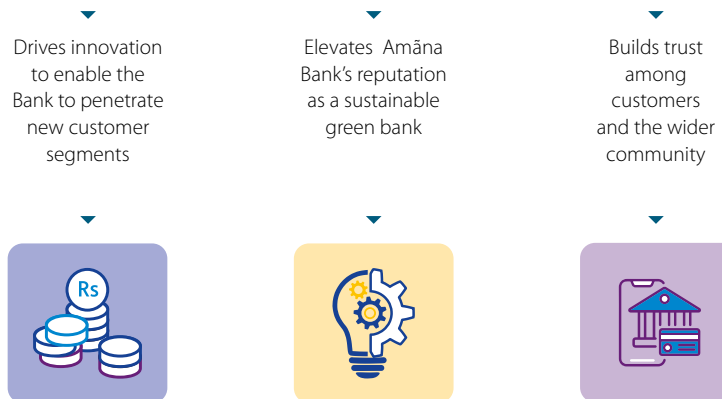 Drives innovation
to enable the
Bank to penetrate
new customer
segments
Elevates Amãna
Bank's reputation
as a sustainable
green bank
Builds trust
among
customers
and the wider
community
Rs